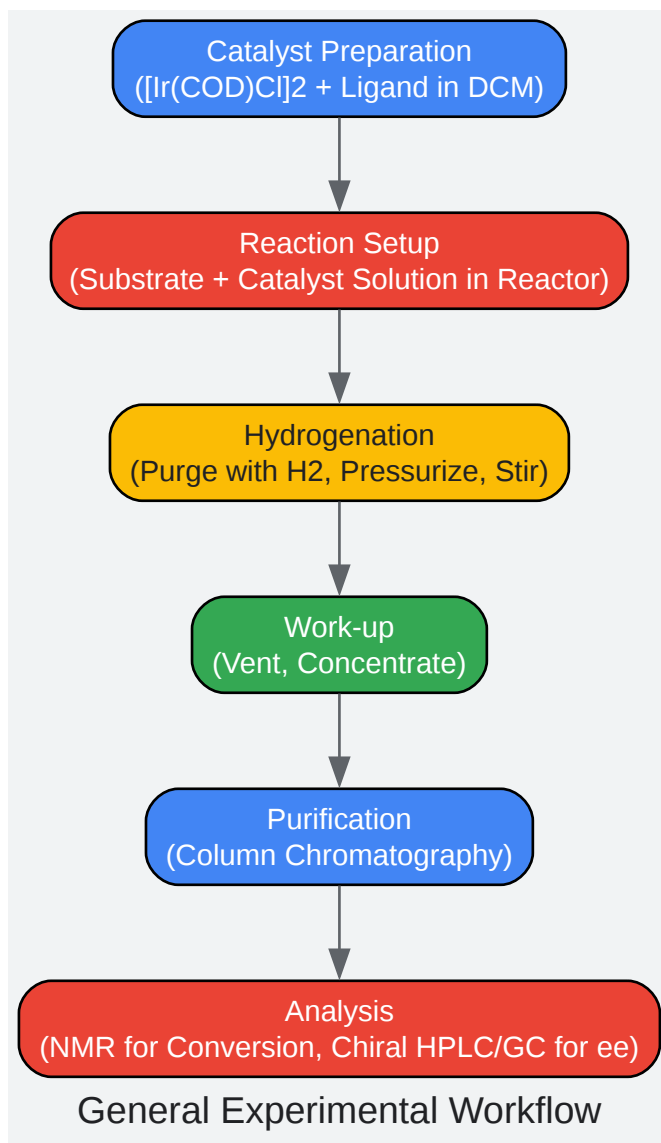 Catalyst Preparation
([Ir(COD)Cl]2 + Ligand in DCM)
Reaction Setup
(Substrate + Catalyst Solution in Reactor)
Hydrogenation
(Purge with H2, Pressurize, Stir)
Work-up
(Vent, Concentrate)
Purification
(Column Chromatography)
Analysis
(NMR for Conversion, Chiral HPLC/GC for ee)
General Experimental Workflow